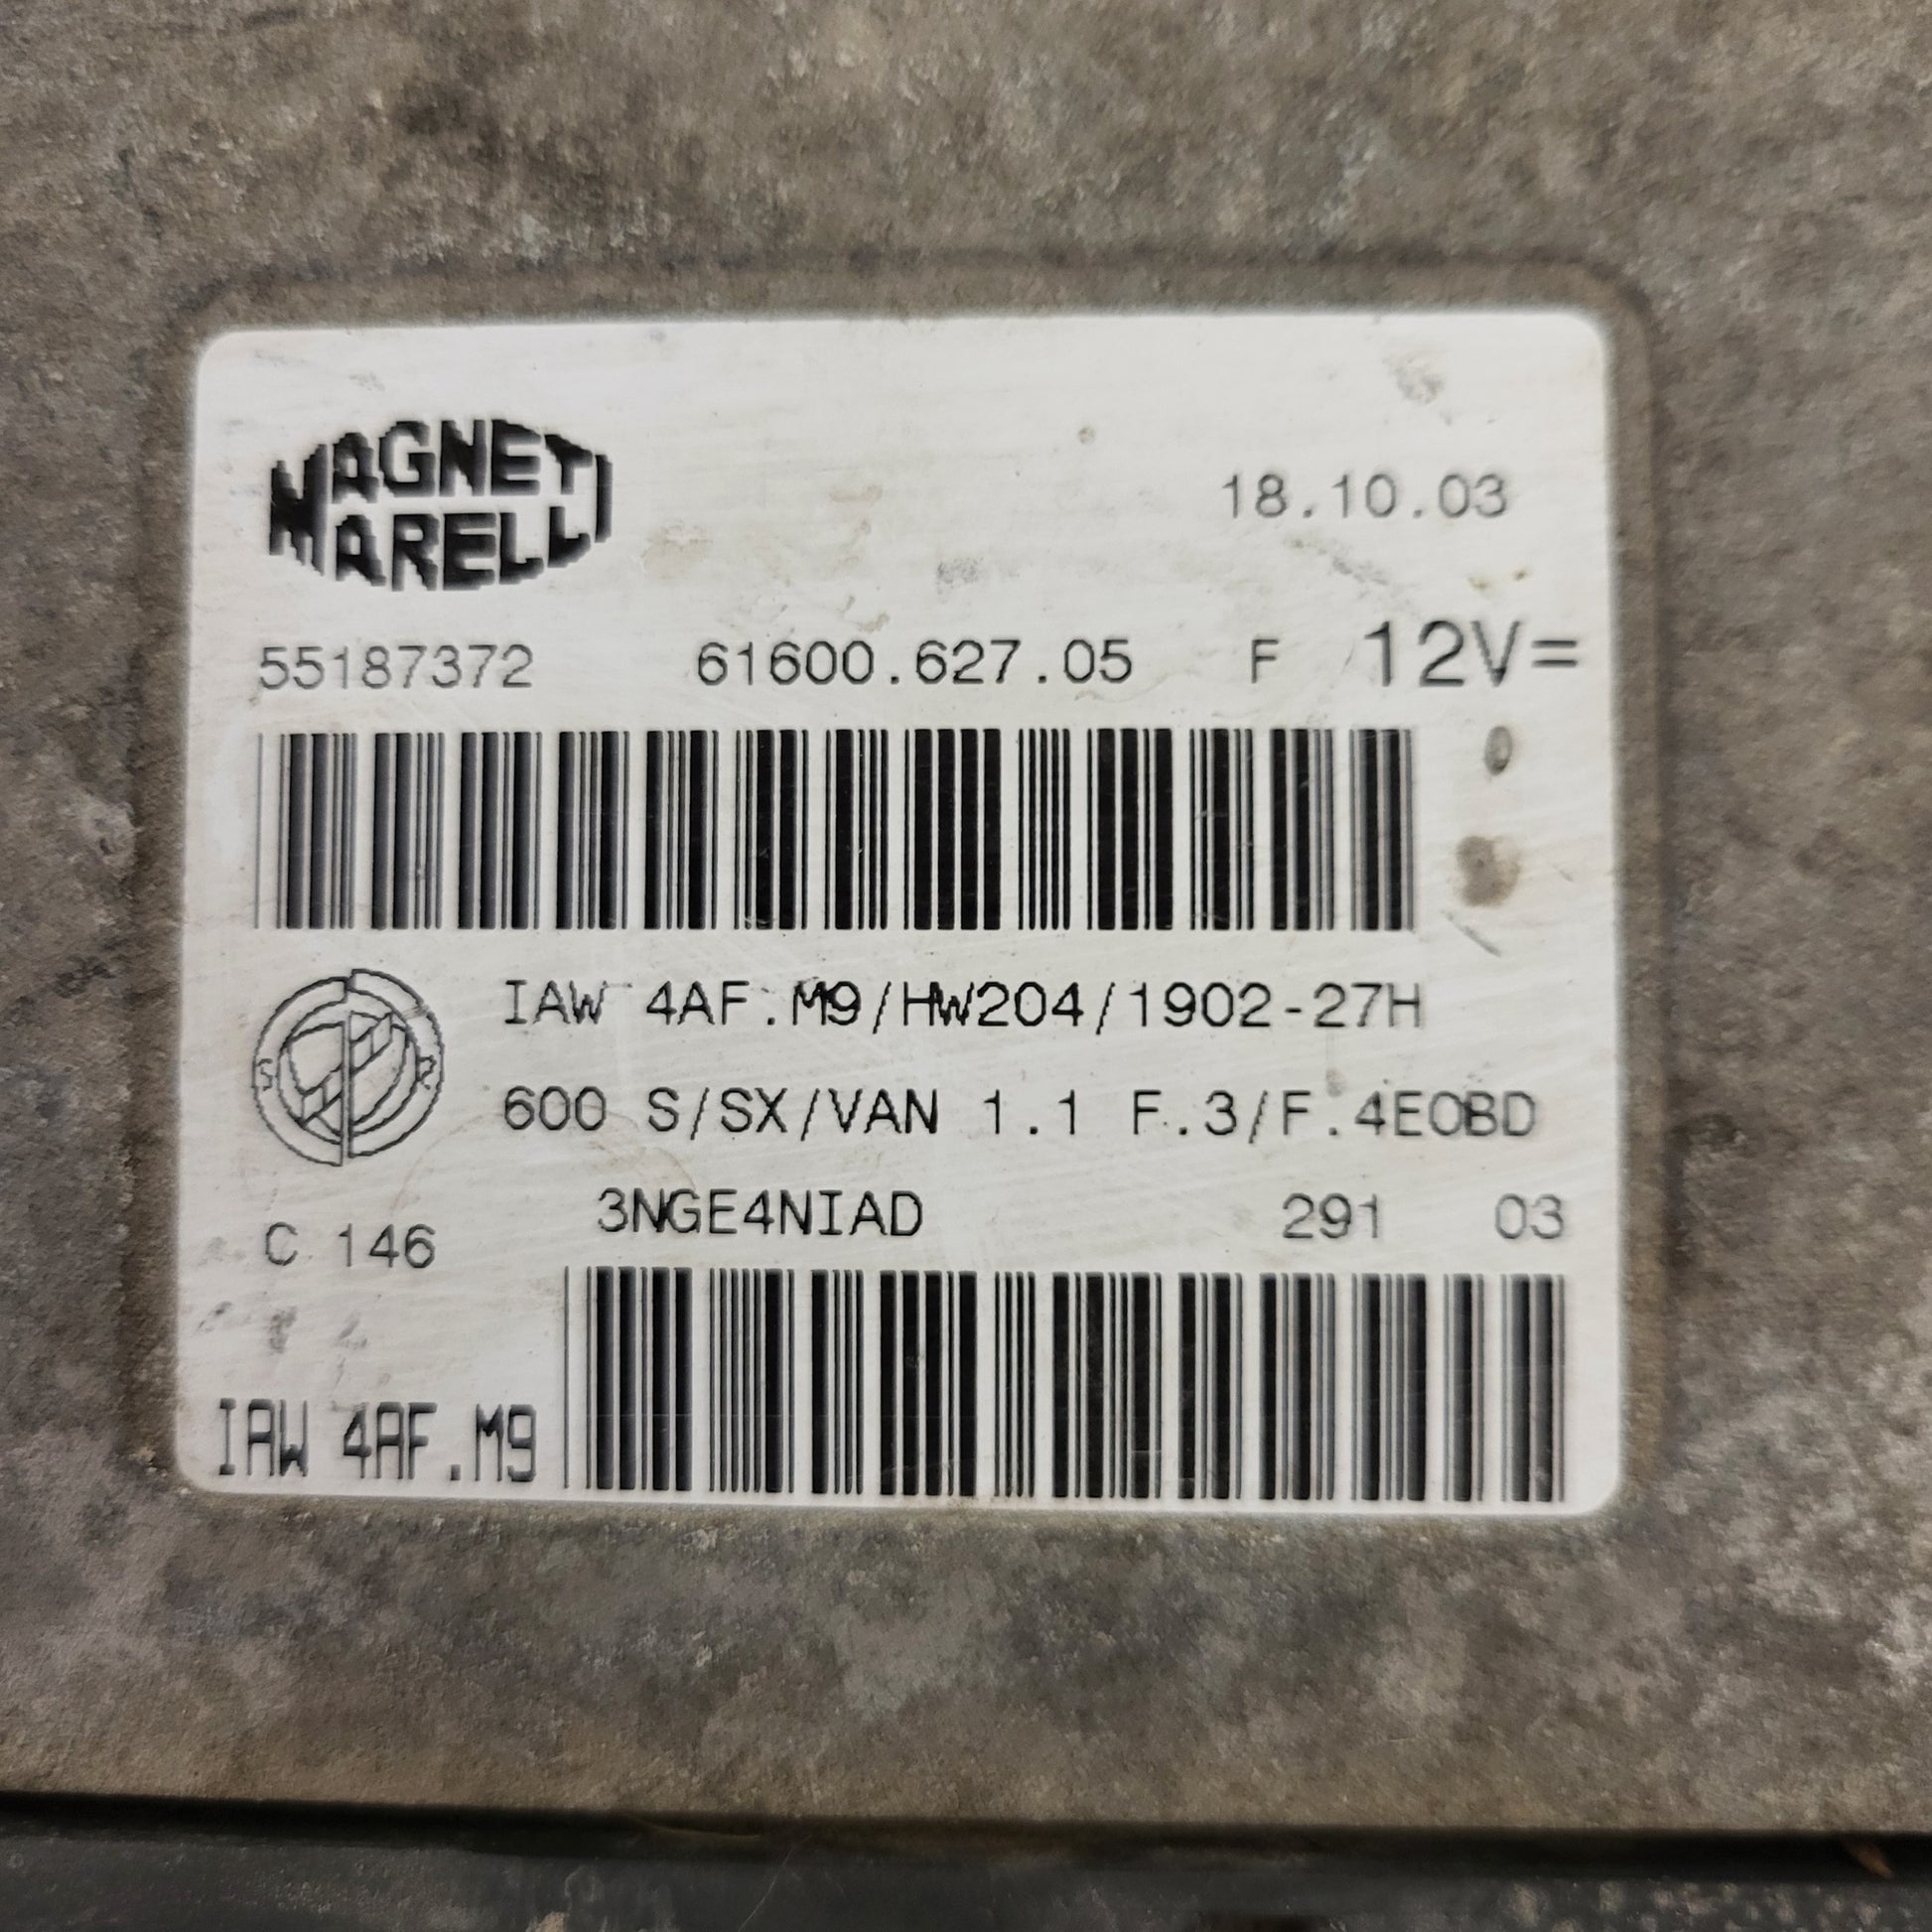 MAGNETI
MARELLI
18.10.03
55187372 61600.627.05 F 12V=
IAW 4AF.M9/HW204/1902-27H
600 S/SX/VAN 1.1 F.3/F.4EOBD
3NGE4NIAD 291 03
C 146
IAW 4AF.M9